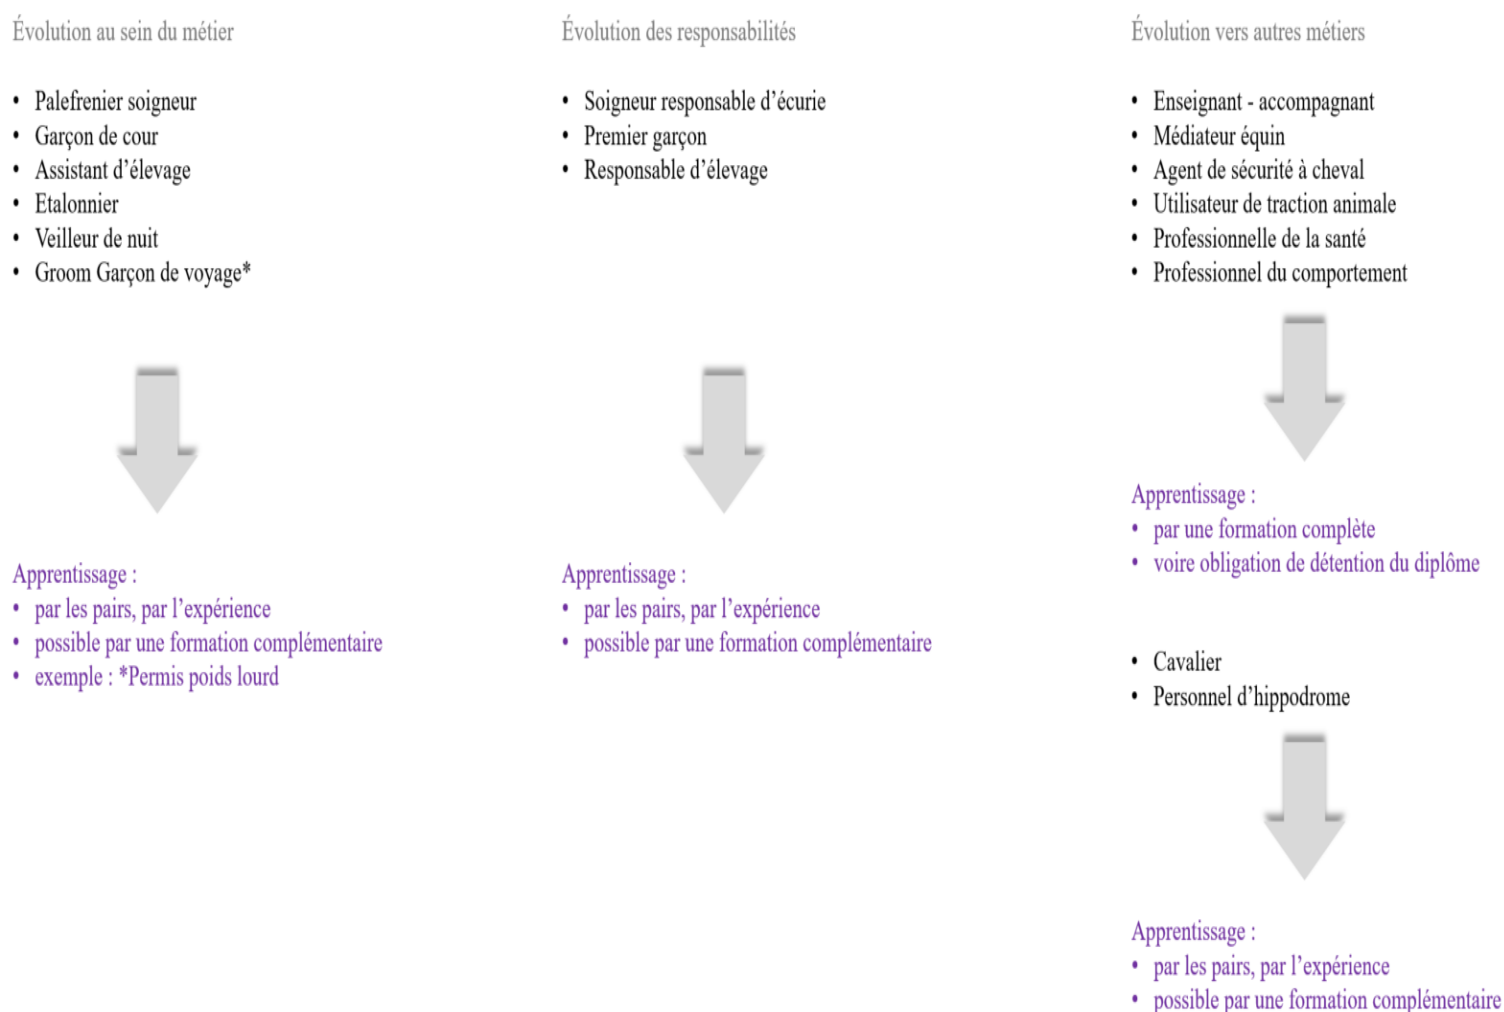 Évolution au sein du métier
• Palefrenier soigneur
• Garçon de cour
• Assistant d’élevage
• Etalonnier
• Veilleur de nuit
• Groom Garçon de voyage*
Apprentissage :
• par les pairs, par l’expérience
• possible par une formation complémentaire
• exemple : *Permis poids lourd
Évolution des responsabilités
• Soigneur responsable d’écurie
• Premier garçon
• Responsable d’élevage
Apprentissage :
• par les pairs, par l’expérience
• possible par une formation complémentaire
Évolution vers autres métiers
• Enseignant - accompagnant
• Médiateur équin
• Agent de sécurité à cheval
• Utilisateur de traction animale
• Professionnelle de la santé
• Professionnel du comportement
Apprentissage :
• par une formation complète
• voire obligation de détention du diplôme
• Cavalier
• Personnel d’hippodrome
Apprentissage :
• par les pairs, par l’expérience
• possible par une formation complémentaire